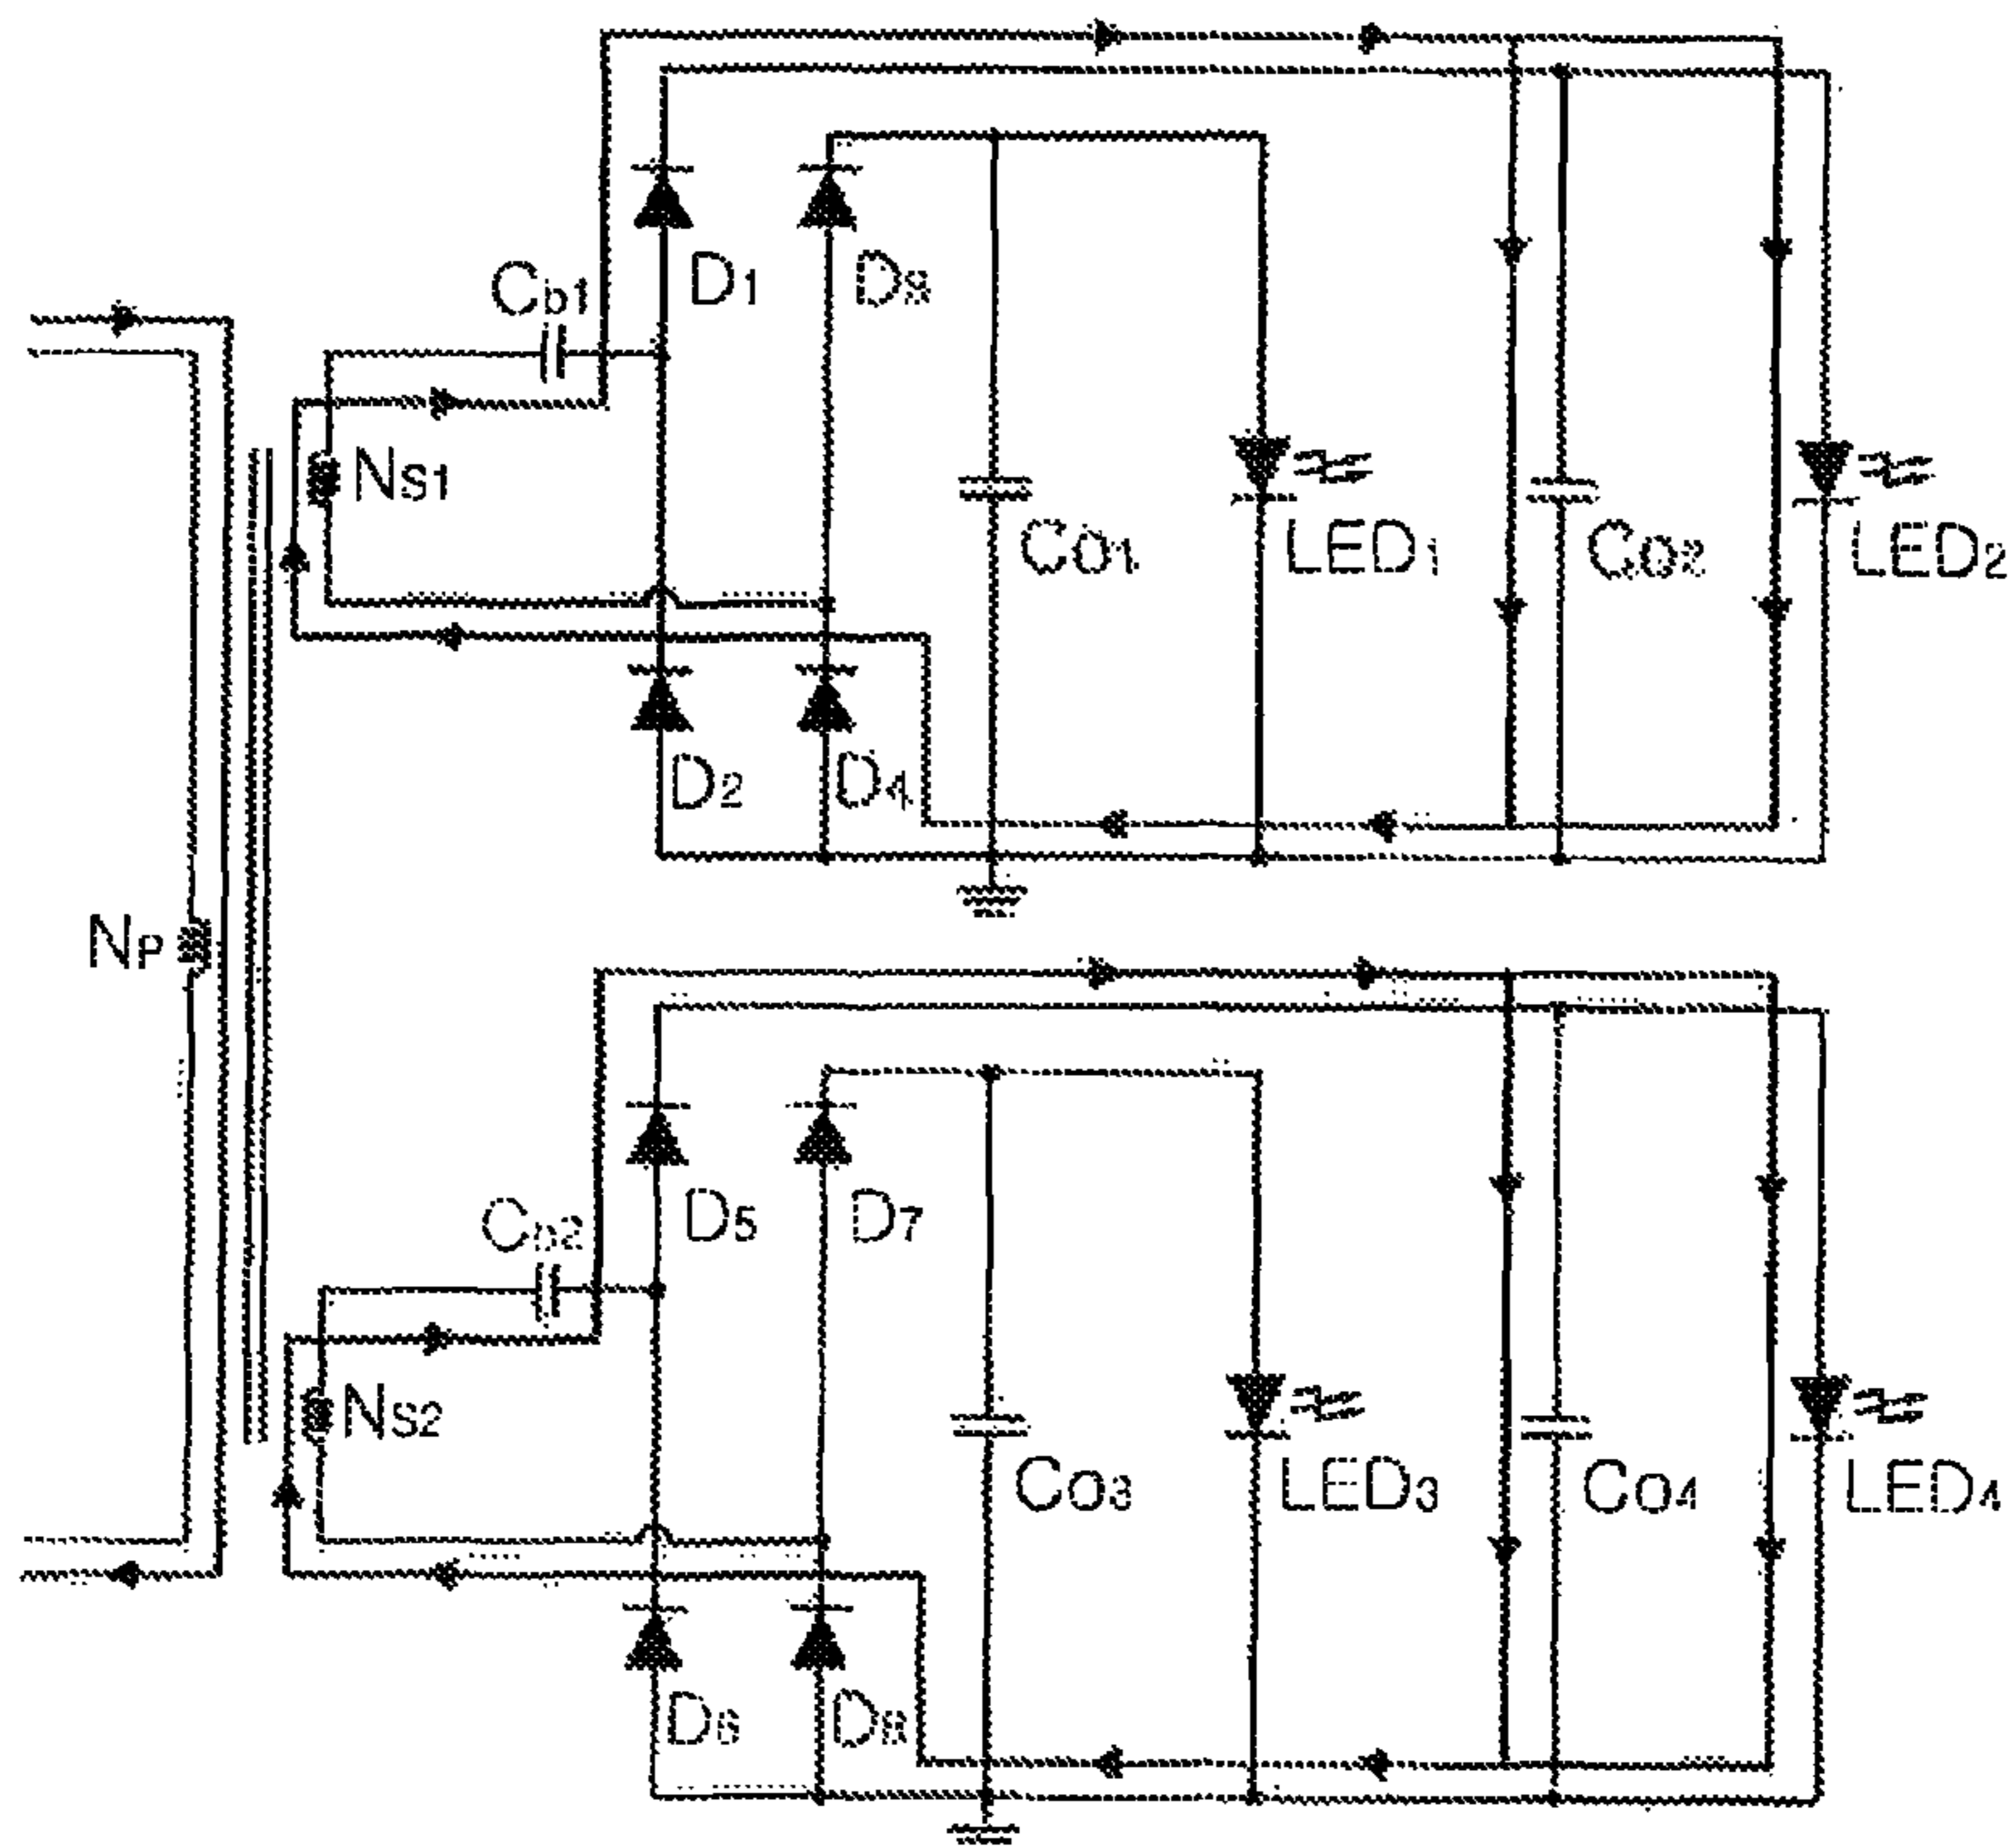 Cb1
D1
D3
NS1
CO1
LED1
CO2
LED2
D2
D4
NP
Cb2
D5
D7
NS2
CO3
LED3
CO4
LED4
D6
D8